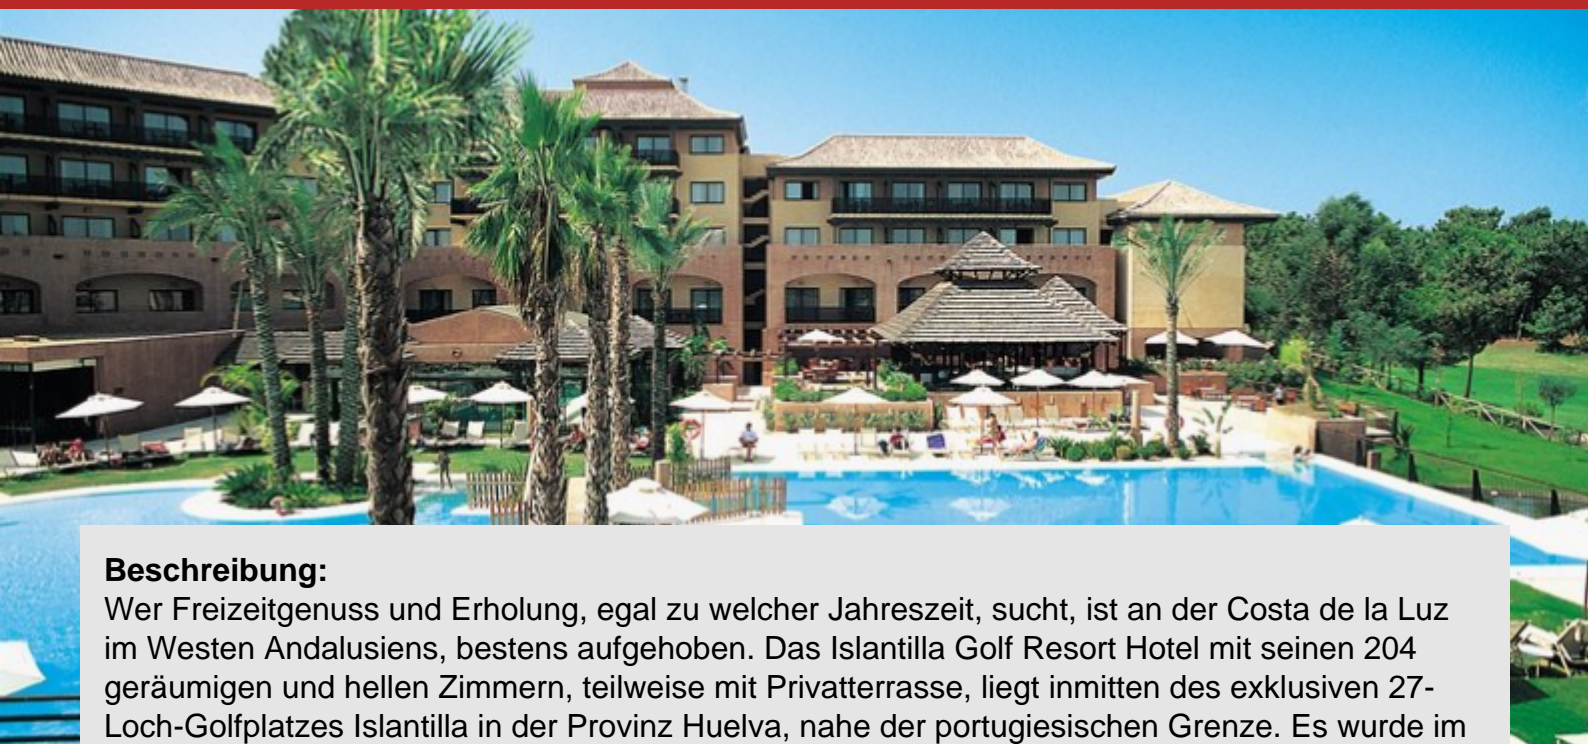 Beschreibung:
Wer Freizeitgenuss und Erholung, egal zu welcher Jahreszeit, sucht, ist an der Costa de la Luz
im Westen Andalusiens, bestens aufgehoben. Das Islantilla Golf Resort Hotel mit seinen 204
geräumigen und hellen Zimmern, teilweise mit Privatterrasse, liegt inmitten des exklusiven 27-
Loch-Golfplatzes Islantilla in der Provinz Huelva, nahe der portugiesischen Grenze. Es wurde im